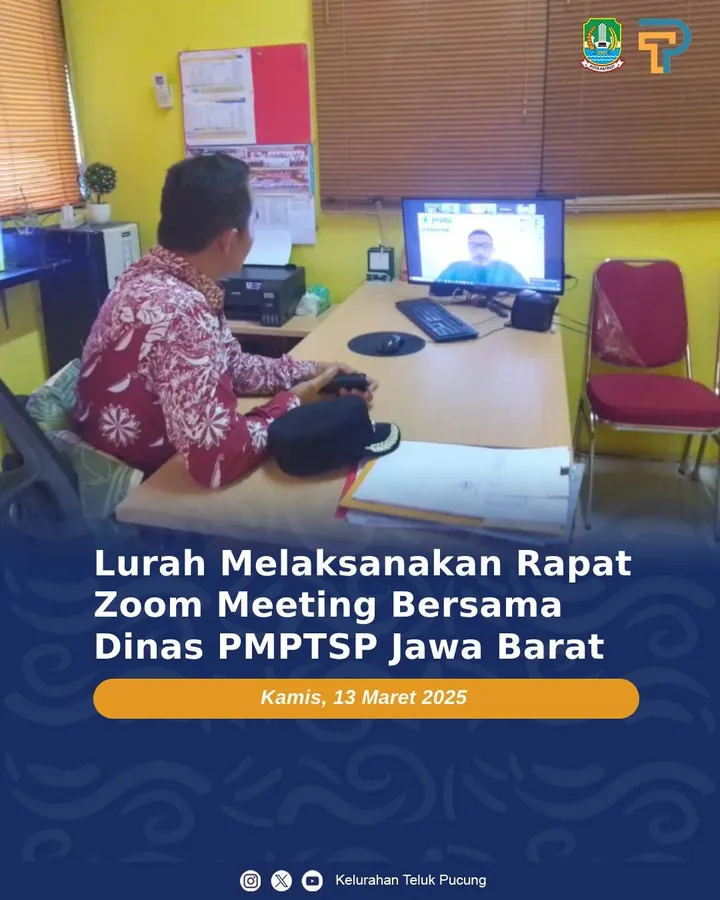 Lurah Melaksanakan Rapat
Zoom Meeting Bersama
Dinas PMPTSP Jawa Barat
Kamis, 13 Maret 2025
Kelurahan Teluk Pucung